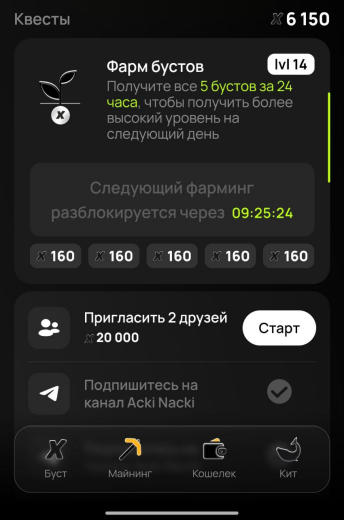 Квесты
X 6 150
Фарм бустов
lvl 14
Получите все 5 бустов за 24
часа, чтобы получить более
высокий уровень на
следующий день
X
Следующий фарминг
разблокируется через 09:25:24
X 160 X 160 X 160 X 160 X 160
Пригласить 2 друзей
X 20 000
Старт
Подпишитесь на
канал Acki Nacki
Буст Майнинг Кошелек Кит